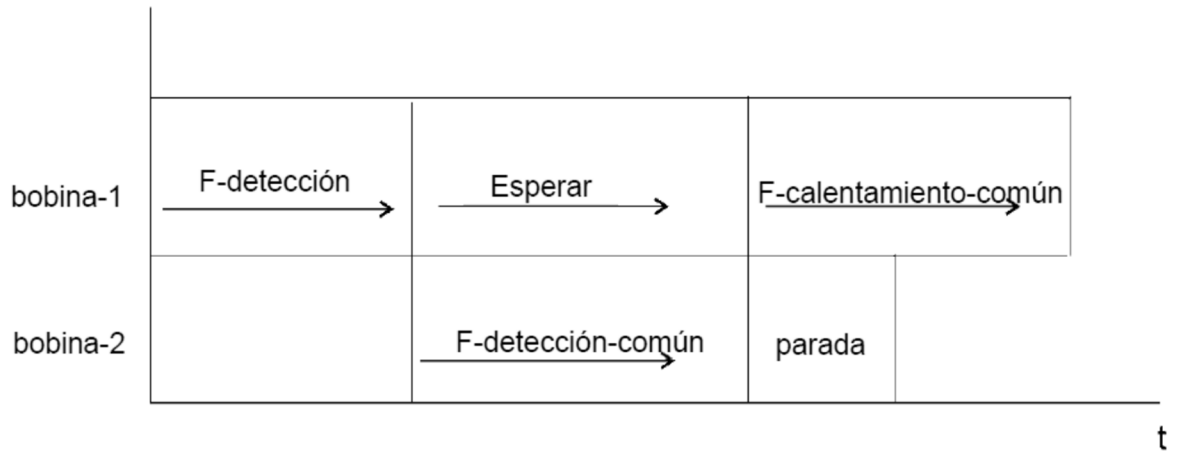 bobina-1
F-detección
Esperar
F-calentamiento-común
bobina-2
F-detección-común
parada
t